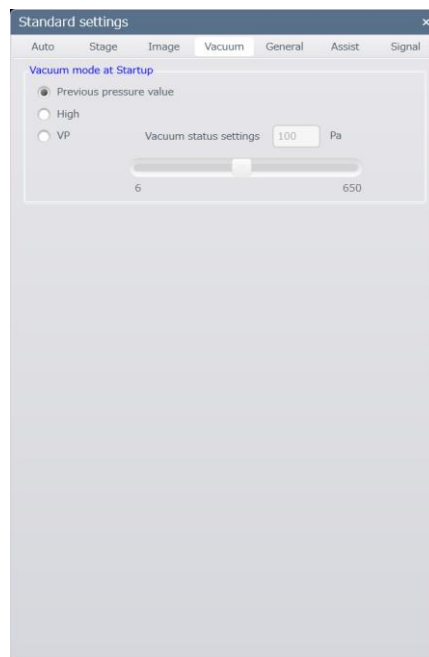 Standard settings ×
Auto Stage Image Vacuum General Assist Signal
Vacuum mode at Startup
Previous pressure value
High
VP Vacuum status settings 100 Pa
6 650